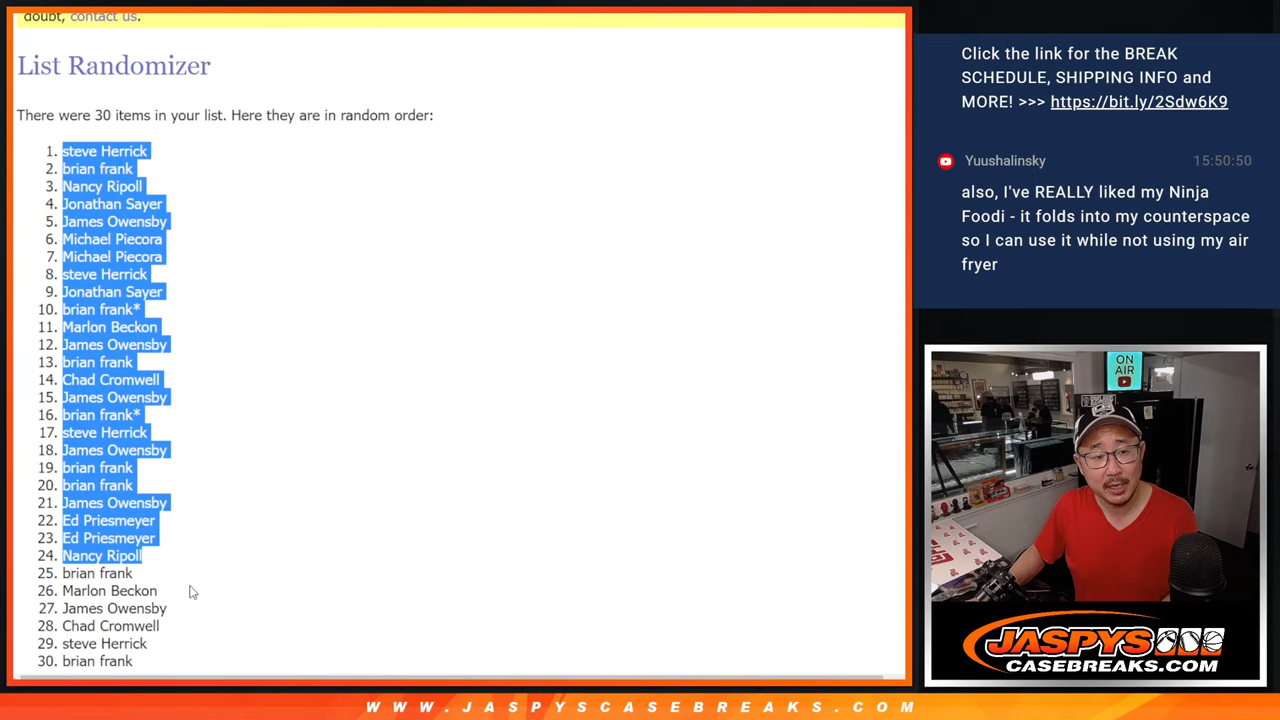 doubt, contact us.
List Randomizer
There were 30 items in your list. Here they are in random order:
1. steve Herrick
2. brian frank
3. Nancy Ripoll
4. Jonathan Sayer
5. James Owensby
6. Michael Piecora
7. Michael Piecora
8. steve Herrick
9. Jonathan Sayer
10. brian frank*
11. Marlon Beckon
12. James Owensby
13. brian frank
14. Chad Cromwell
15. James Owensby
16. brian frank*
17. steve Herrick
18. James Owensby
19. brian frank
20. brian frank
21. James Owensby
22. Ed Priesmeyer
23. Ed Priesmeyer
24. Nancy Ripoll
25. brian frank
26. Marlon Beckon
27. James Owensby
28. Chad Cromwell
29. steve Herrick
30. brian frank
Click the link for the BREAK
SCHEDULE, SHIPPING INFO and
MORE! >>> https://bit.ly/2Sdw6K9
Yuushalinsky 15:50:50
also, I've REALLY liked my Ninja
Foodi - it folds into my counterspace
so I can use it while not using my air
fryer
ON
AIR
JASPYS
CASEBREAKS.COM
WWW.JASPYSCASEBREAKS.COM